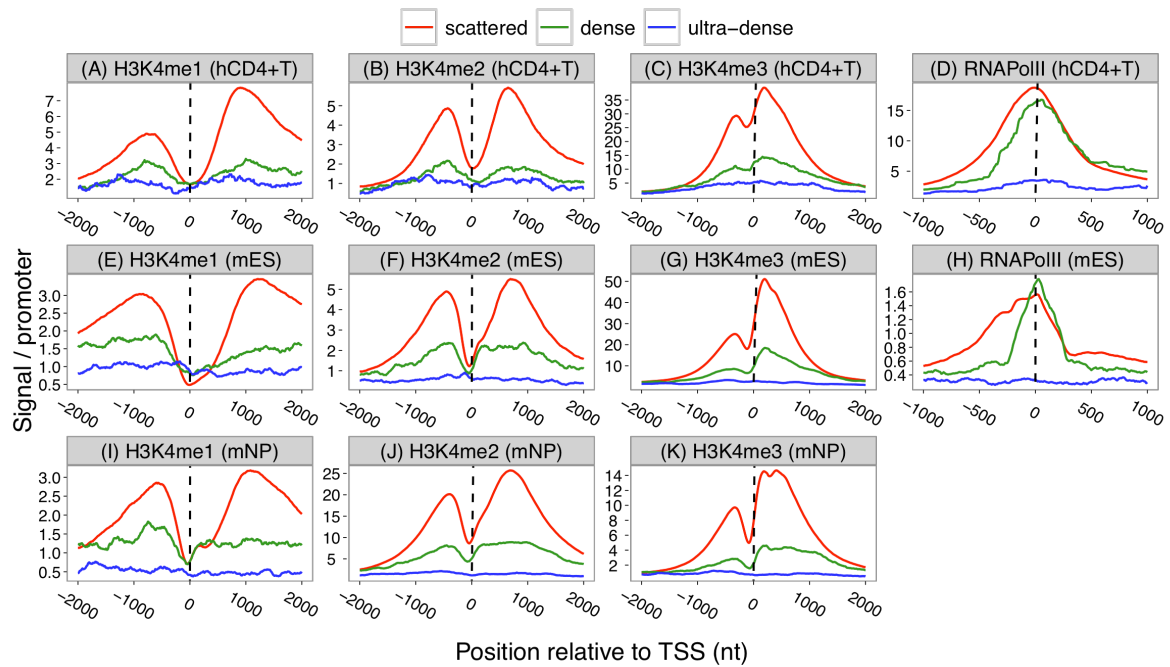 scattered dense ultra−dense
(A) H3K4me1 (hCD4+T) (B) H3K4me2 (hCD4+T) (C) H3K4me3 (hCD4+T) (D) RNAPolII (hCD4+T)
7 6 5 4 3 2
−2000 −1000 0 1000 2000
5 4 3 2 1
−2000 −1000 0 1000 2000
35 30 25 20 15 10 5
−2000 −1000 0 1000 2000
15 10 5
−1000 −500 0 500 1000
Signal / promoter
(E) H3K4me1 (mES) (F) H3K4me2 (mES) (G) H3K4me3 (mES) (H) RNAPolII (mES)
3.0 2.5 2.0 1.5 1.0 0.5
−2000 −1000 0 1000 2000
5 4 3 2 1
−2000 −1000 0 1000 2000
50 40 30 20 10
−2000 −1000 0 1000 2000
1.6 1.4 1.2 1.0 0.8 0.6 0.4
−1000 −500 0 500 1000
(I) H3K4me1 (mNP) (J) H3K4me2 (mNP) (K) H3K4me3 (mNP)
3.0 2.5 2.0 1.5 1.0 0.5
−2000 −1000 0 1000 2000
25 20 15 10 5
−2000 −1000 0 1000 2000
14 12 10 8 6 4 2
−2000 −1000 0 1000 2000
Position relative to TSS (nt)